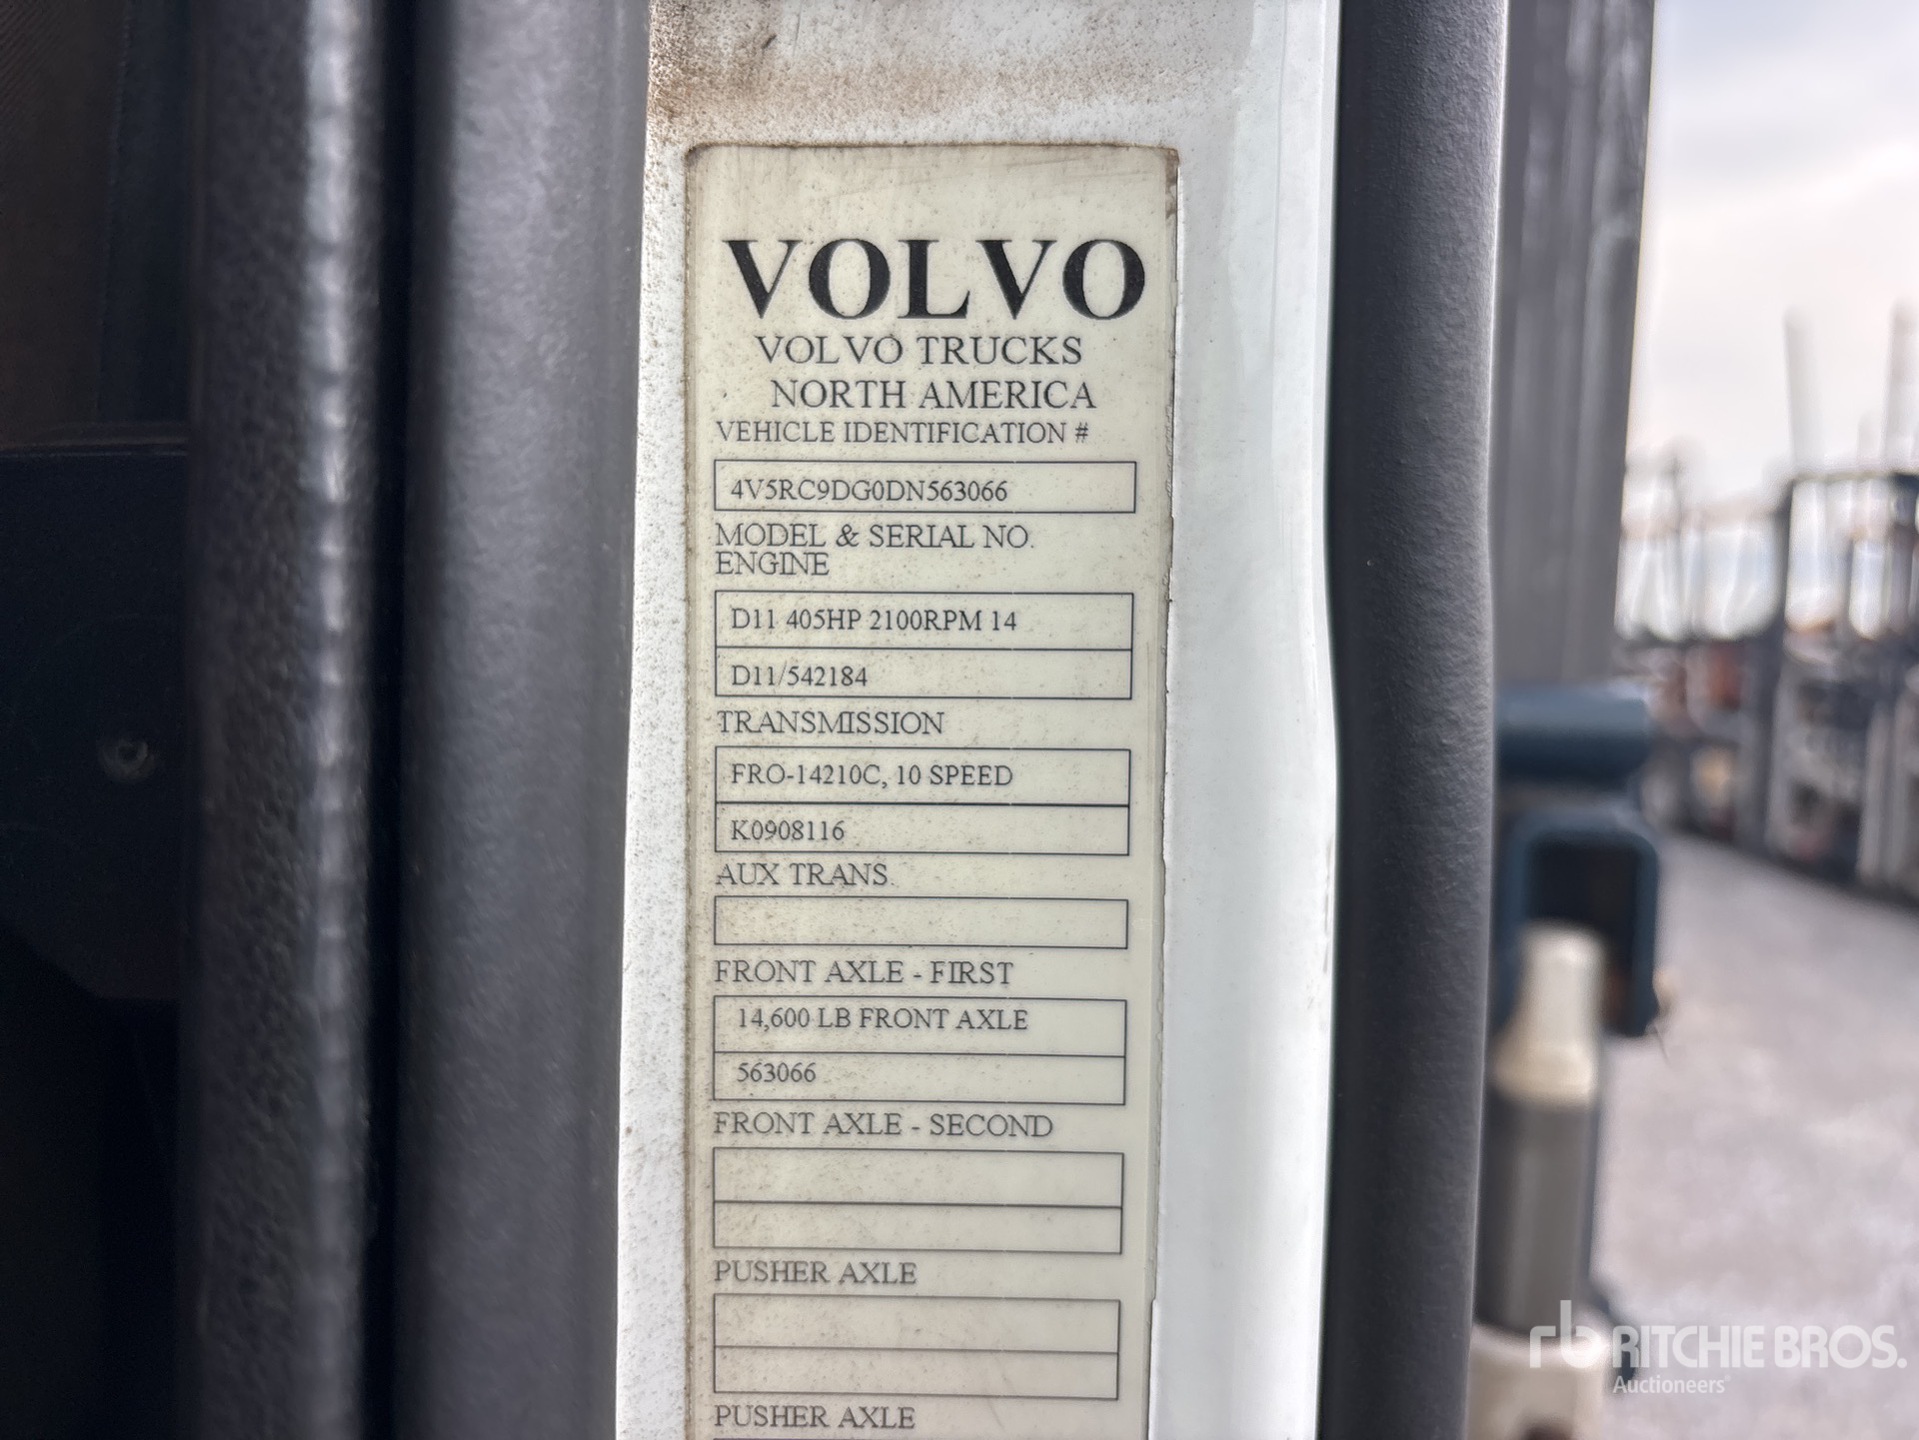 VOLVO
VOLVO TRUCKS
NORTH AMERICA
VEHICLE IDENTIFICATION #
4V5RC9DG0DN563066
MODEL & SERIAL NO.
ENGINE
D11 405HP 2100RPM 14
D11/542184
TRANSMISSION
FRO-14210C, 10 SPEED
K0908116
AUX TRANS.
FRONT AXLE - FIRST
14,600 LB FRONT AXLE
563066
FRONT AXLE - SECOND
PUSHER AXLE
PUSHER AXLE
rb RITCHIE BROS.
Auctioneers